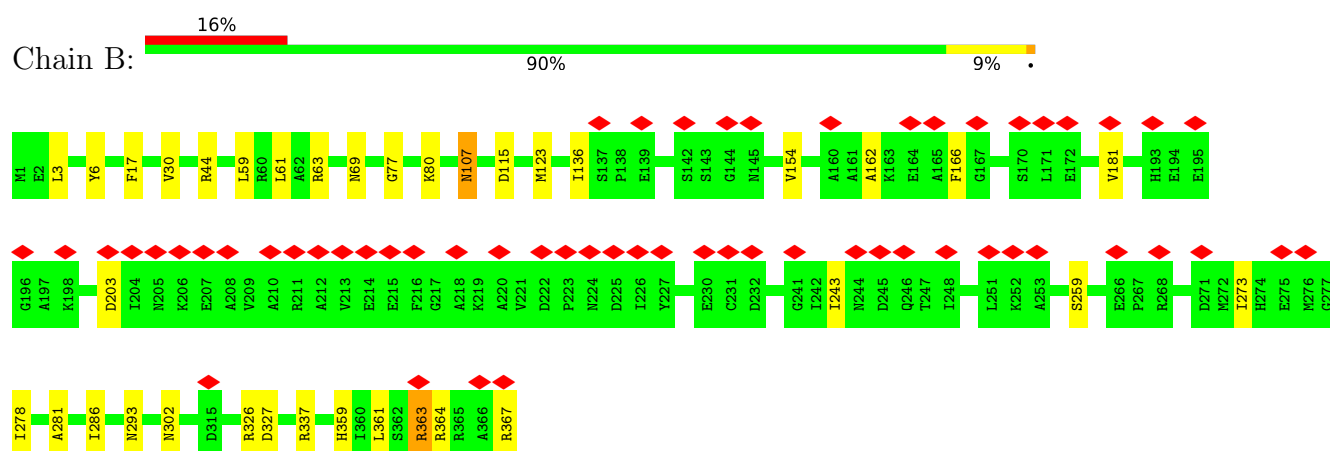 16%
Chain B:
90% 9% •
M1 E2 L3 Y6 F17 V30 R44 L59 R60 L61 A62 R63 N69 G77 K80 N107 D115 M123 I136 S137 P138 E139 S142 S143 G144 N145 V154 A160 A161 A162 K163 E164 A165 F166 G167 S170 L171 E172 V181 H193 E194 E195
G196 A197 K198 D203 I204 N205 K206 E207 A208 V209 A210 R211 A212 V213 E214 E215 F216 G217 A218 K219 A220 V221 D222 P223 N224 D225 I226 Y227 E230 C231 D232 G241 I242 I243 N244 D245 Q246 T247 I248 L251 K252 A253 S259 E266 P267 R268 D271 M272 I273 H274 E275 M276 G277
I278 A281 I286 N293 N302 D315 R326 D327 R337 H359 I360 L361 S362 R363 R364 R365 A366 R367